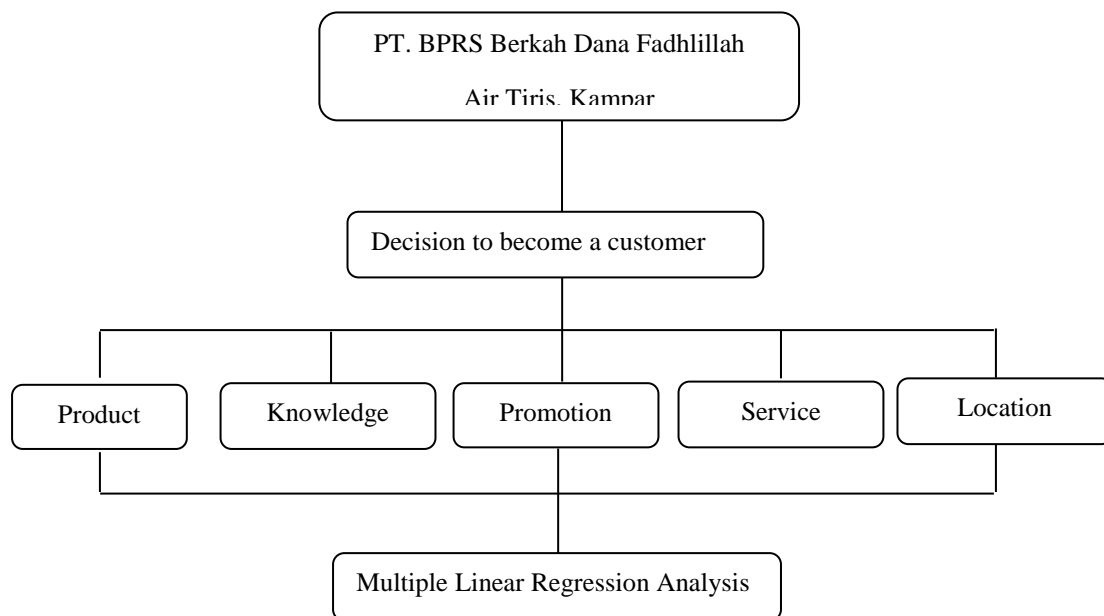 PT. BPRS Berkah Dana Fadhlillah
Air Tiris, Kampar
Decision to become a customer
Product
Knowledge
Promotion
Service
Location
Multiple Linear Regression Analysis